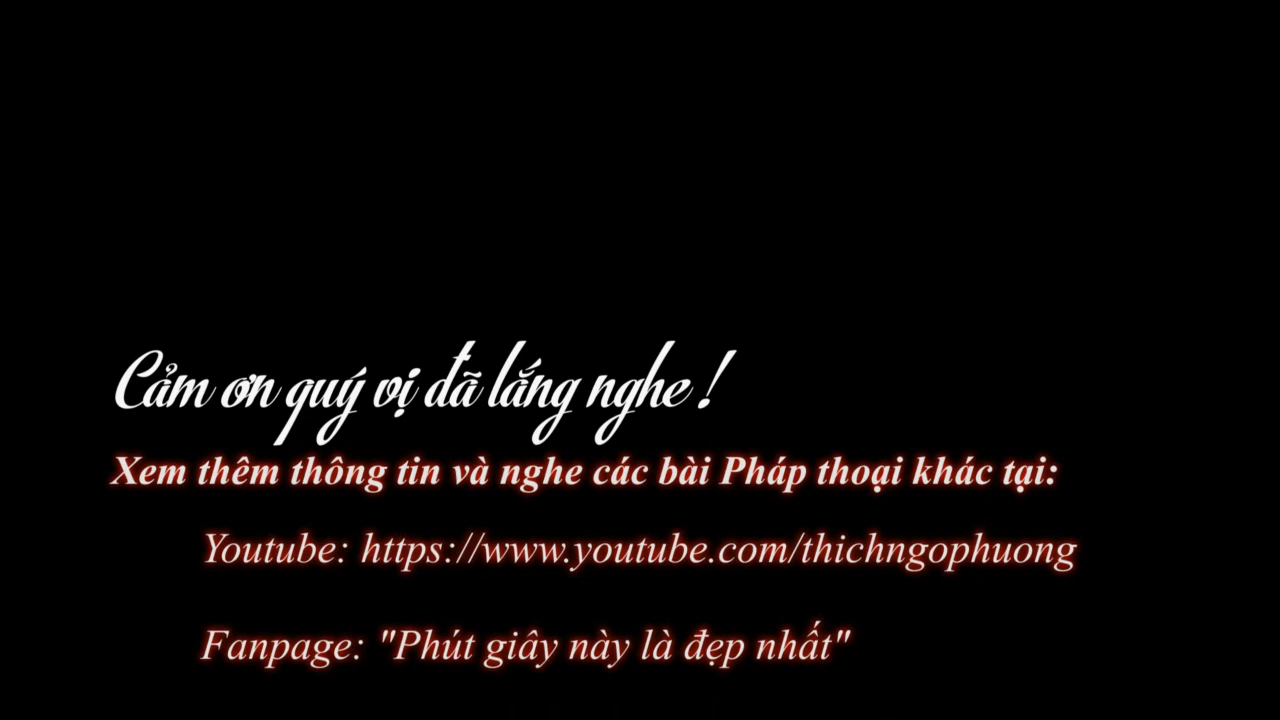 Cảm ơn quý vị đã lắng nghe !
Xem thêm thông tin và nghe các bài Pháp thoại khác tại:
Youtube: https://www.youtube.com/thichngophuong
Fanpage: "Phút giây này là đẹp nhất"